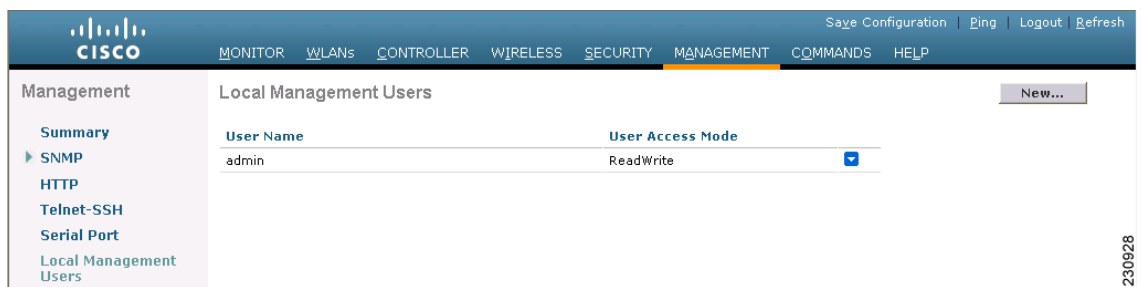 Save Configuration | Ping | Logout | Refresh
CISCO
MONITOR WLANs CONTROLLER WIRELESS SECURITY MANAGEMENT COMMANDS HELP
Management
Local Management Users
New...
Summary
SNMP
HTTP
Telnet-SSH
Serial Port
Local Management
Users
User Name User Access Mode
admin ReadWrite
230928